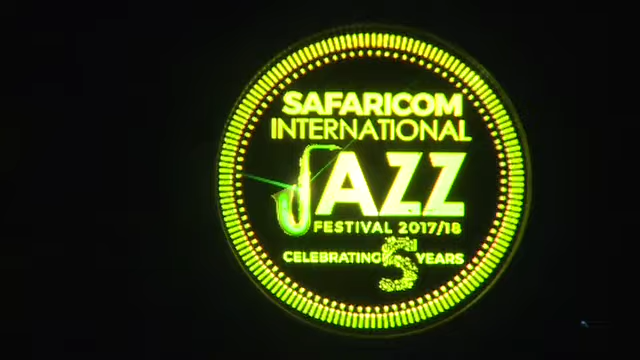 SAFARICOM
INTERNATIONAL
JAZZ
FESTIVAL 2017/18
CELEBRATING 5 YEARS